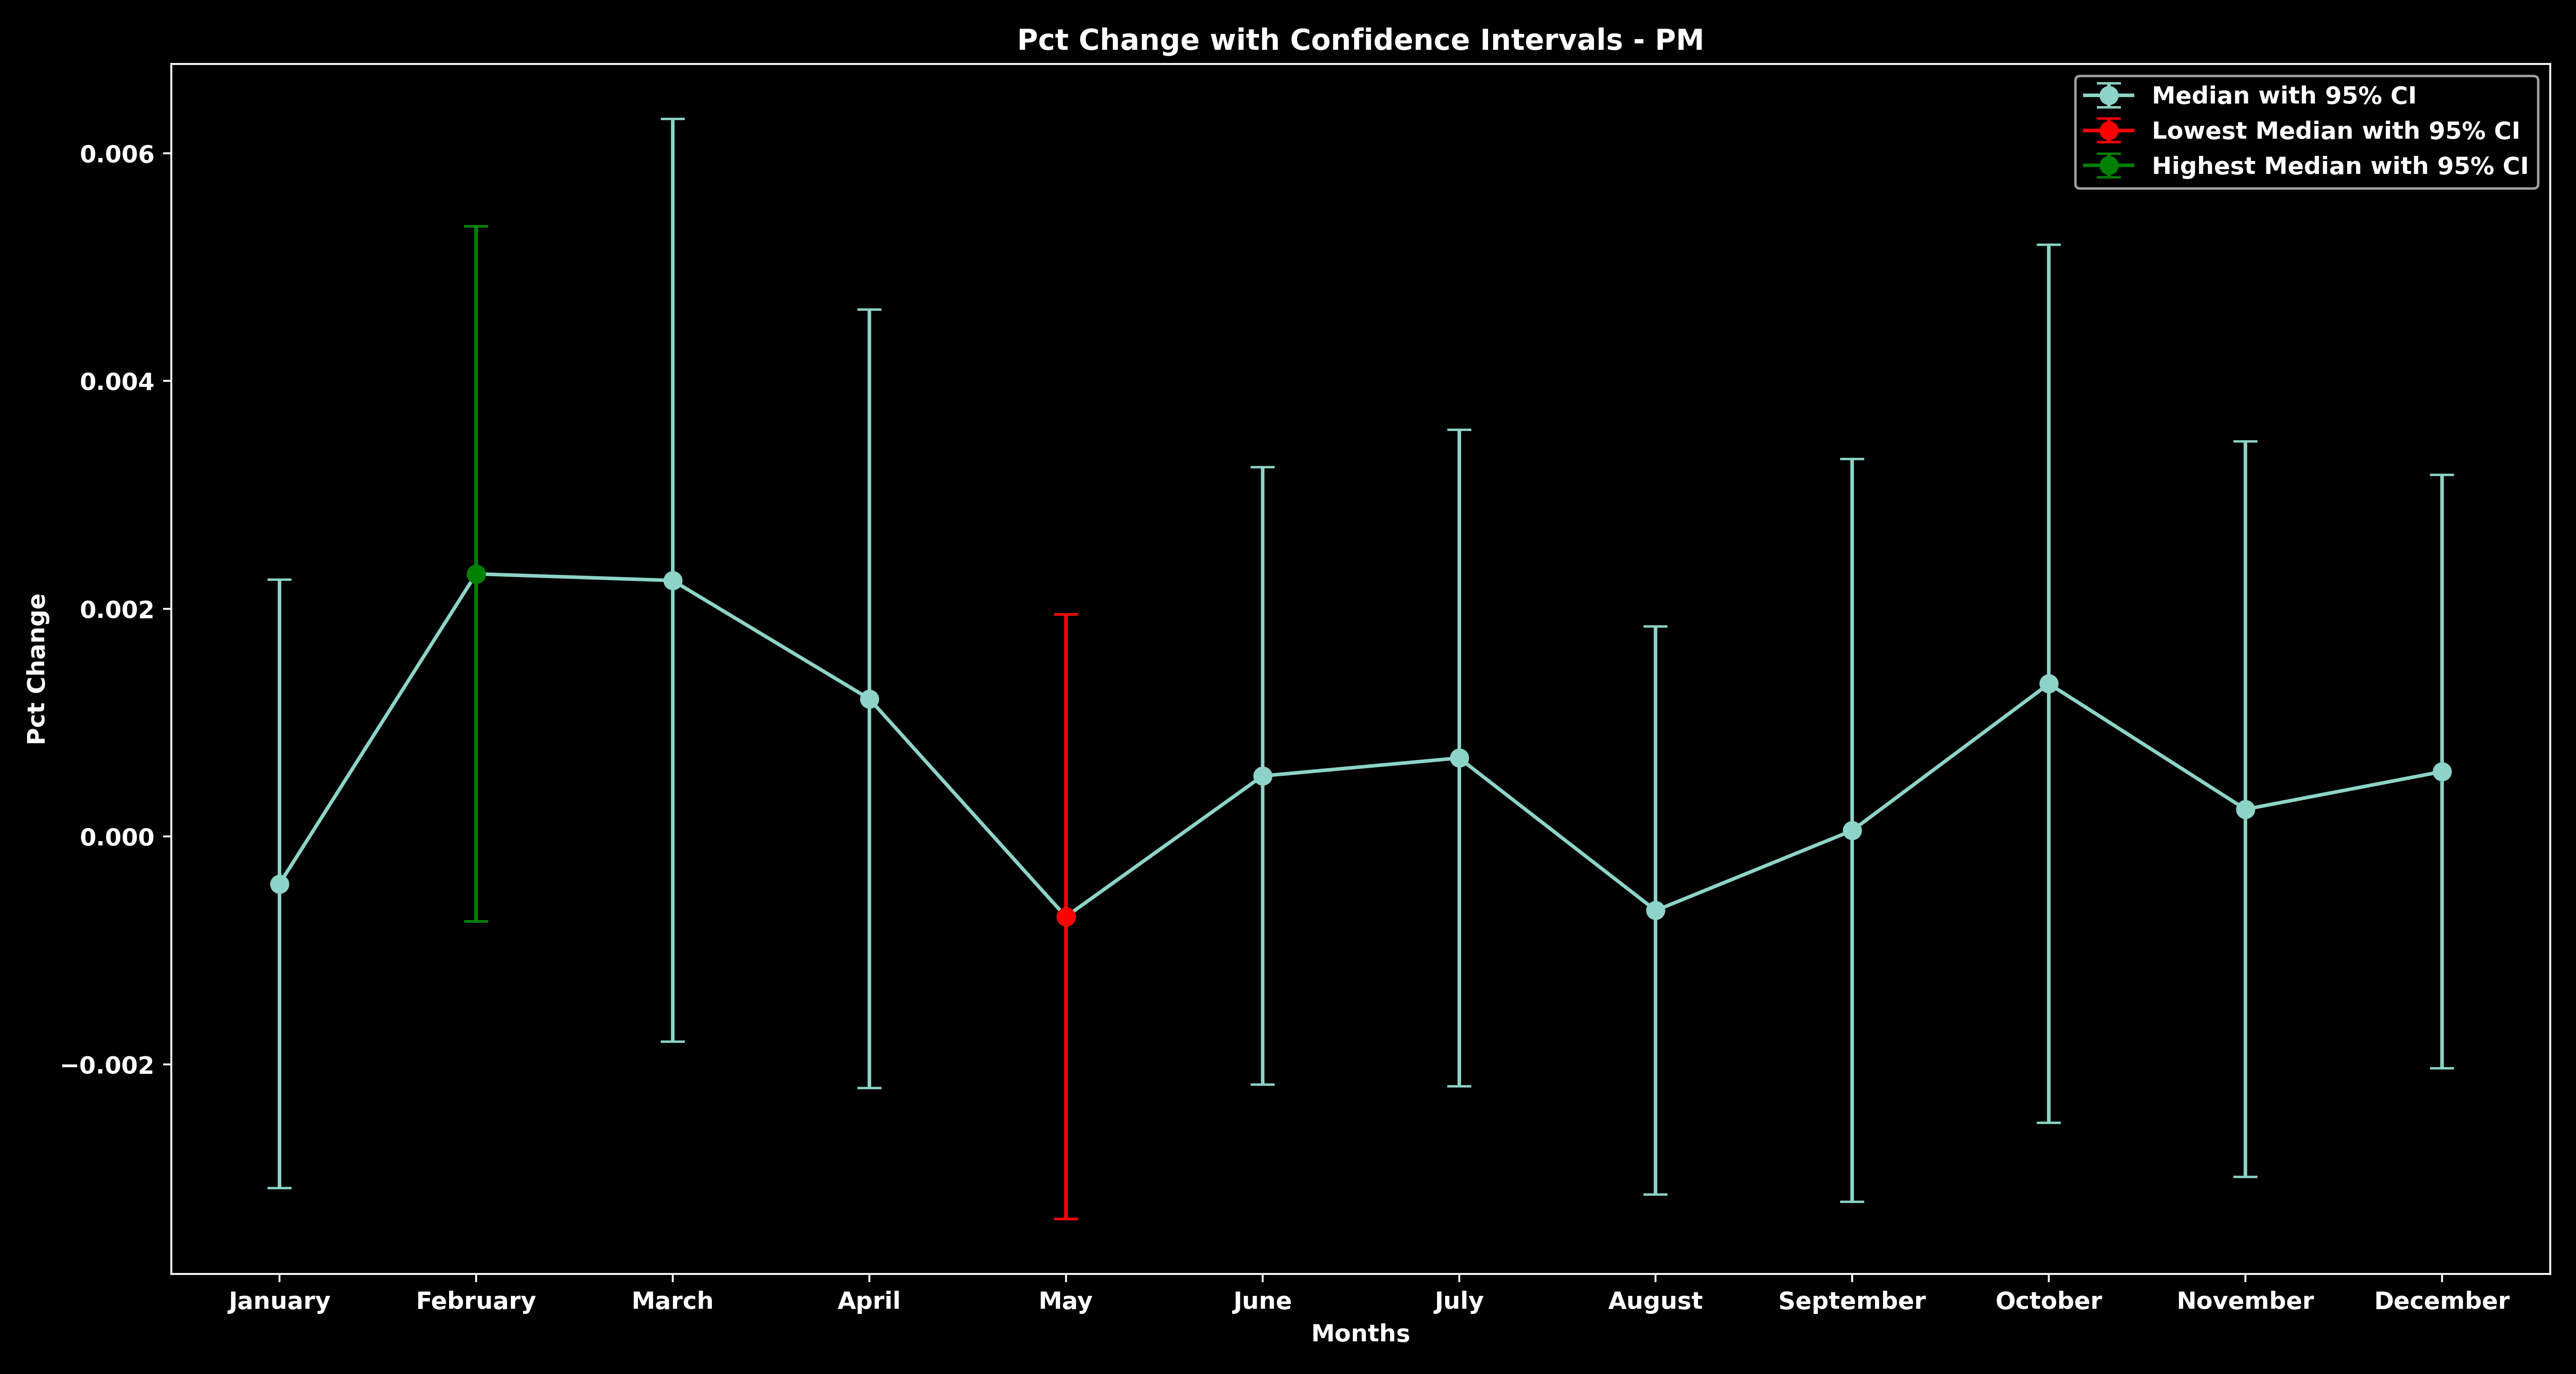 Pct Change with Confidence Intervals - PM
Median with 95% CI
Lowest Median with 95% CI
Highest Median with 95% CI
0.006
0.004
0.002
0.000
−0.002
Pct Change
January February March April May June July August September October November December
Months